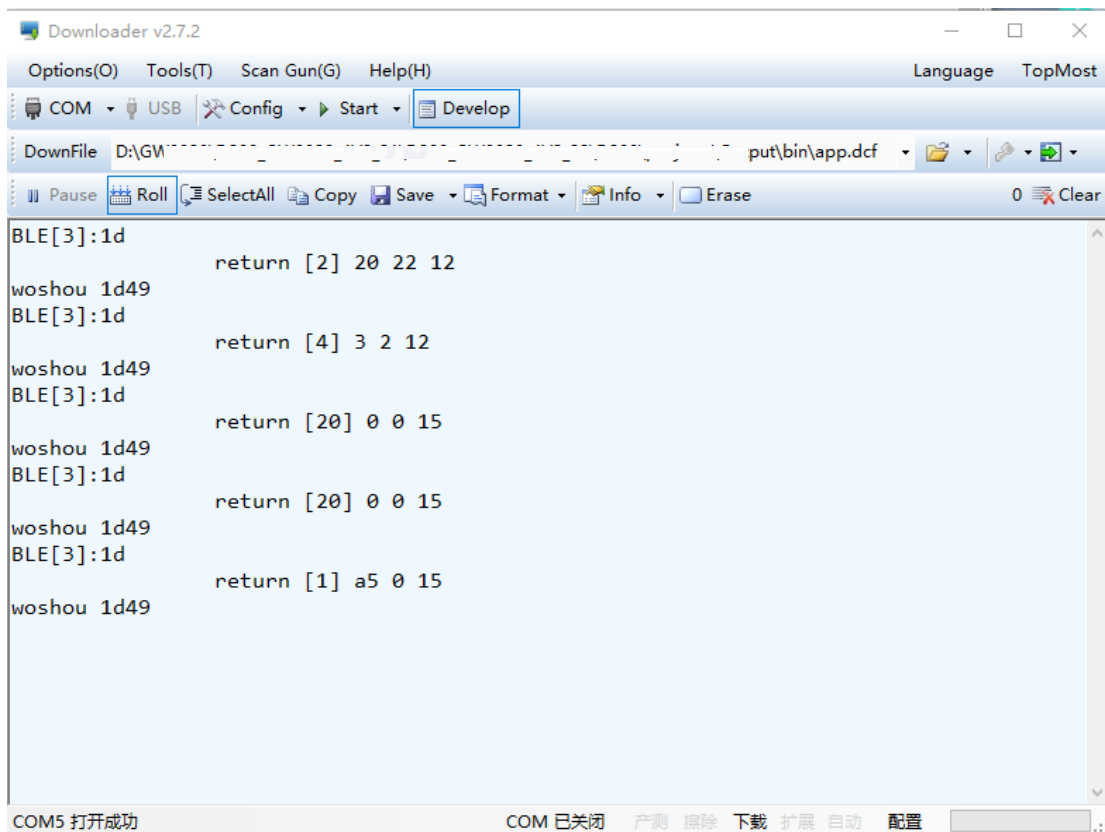 Downloader v2.7.2
Options(O) Tools(T) Scan Gun(G) Help(H) Language TopMost
COM USB Config Start Develop
DownFile D:\GW put\bin\app.dcf
Pause Roll SelectAll Copy Save Format Info Erase 0 Clear
BLE[3]:1d
return [2] 20 22 12
woshou 1d49
BLE[3]:1d
return [4] 3 2 12
woshou 1d49
BLE[3]:1d
return [20] 0 0 15
woshou 1d49
BLE[3]:1d
return [20] 0 0 15
woshou 1d49
BLE[3]:1d
return [1] a5 0 15
woshou 1d49
COM5 打开成功 COM 已关闭 产测 擦除 下载 扩展 自动 配置